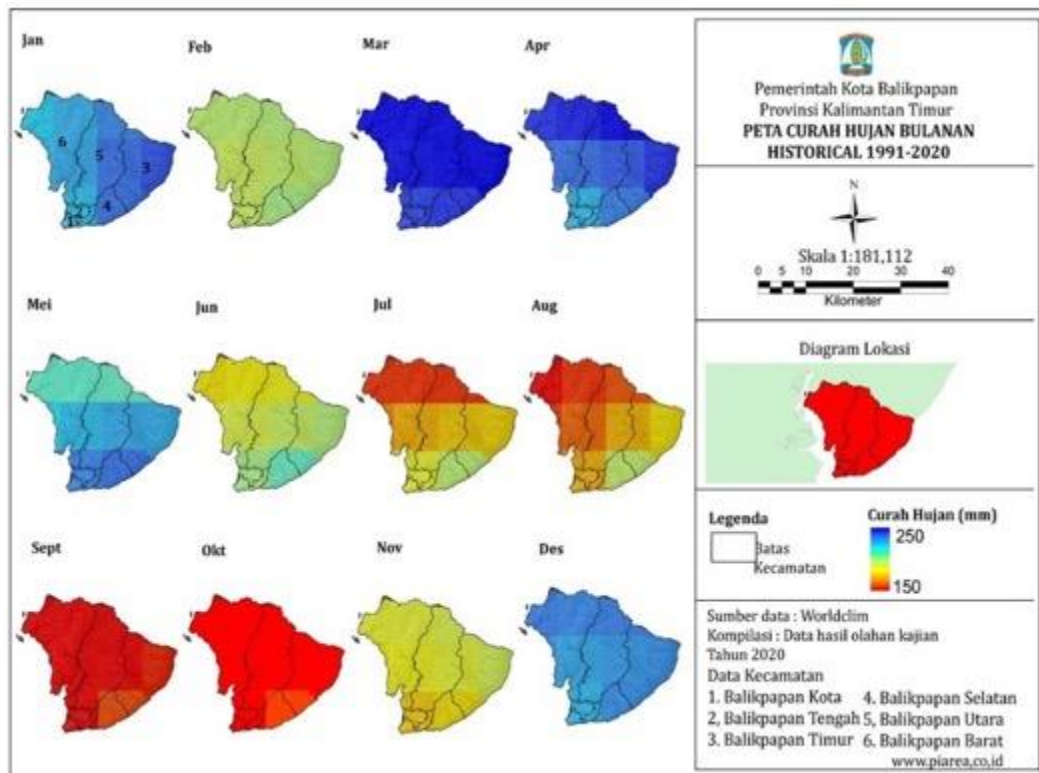 Jan
Feb
Mar
Apr
6
5
3
4
1
Mei
Jun
Jul
Aug
Sept
Okt
Nov
Des
Pemerintah Kota Balikpapan
Provinsi Kalimantan Timur
PETA CURAH HUJAN BULANAN
HISTORICAL 1991-2020
N
Skala 1:181,112
0 5 10 20 30 40
Kilometer
Diagram Lokasi
Legenda
Batas
Kecamatan
Curah Hujan (mm)
250
150
Sumber data : Worldclim
Kompilasi : Data hasil olahan kajian
Tahun 2020
Data Kecamatan
1. Balikpapan Kota 4. Balikpapan Selatan
2, Balikpapan Tengah 5, Balikpapan Utara
3. Balikpapan Timur 6. Balikpapan Barat
www.piarea,co,id